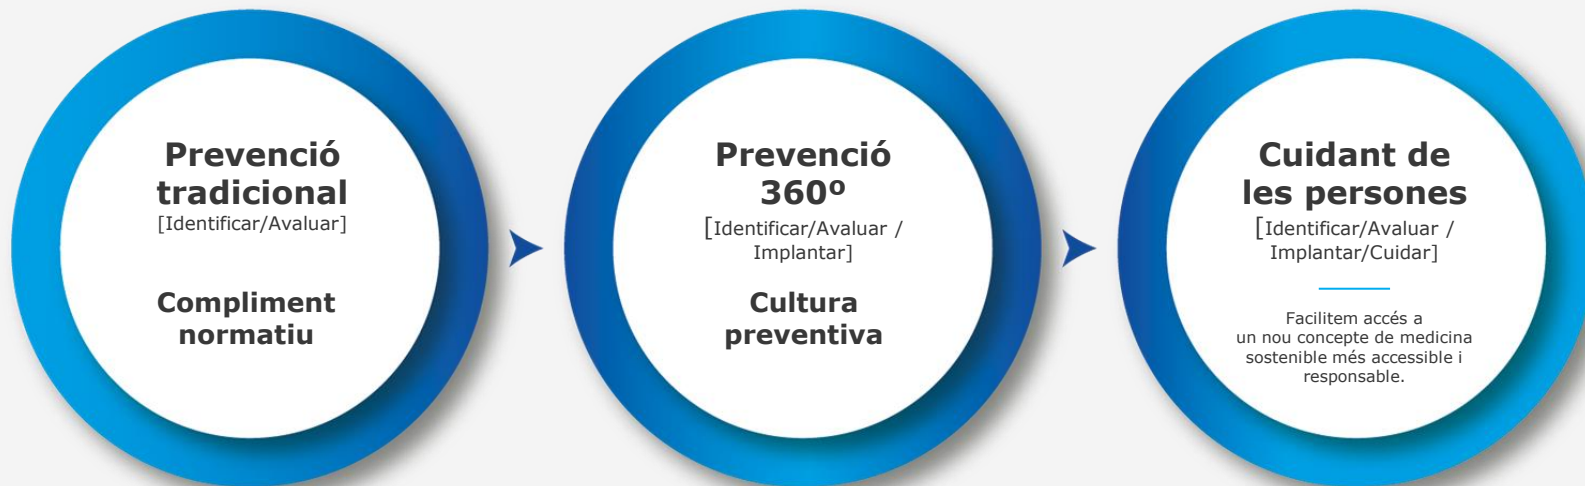 Prevenció
tradicional
[Identificar/Avaluar]
Compliment
normatiu
Prevenció
360º
[Identificar/Avaluar /
Implantar]
Cultura
preventiva
Cuidant de
les persones
[Identificar/Avaluar /
Implantar/Cuidar]
Facilitem accés a
un nou concepte de medicina
sostenible més accessible i
responsable.